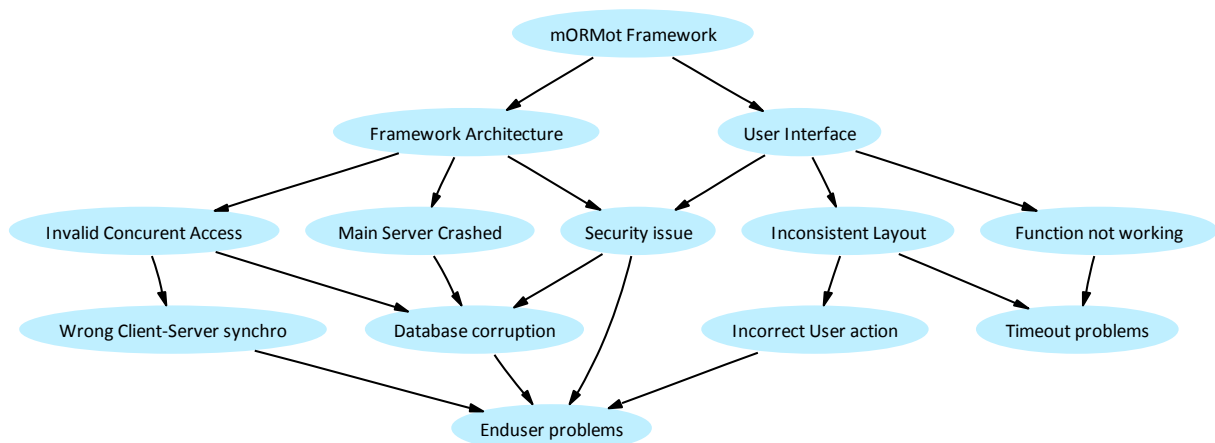 mORMot Framework
Framework Architecture
User Interface
Invalid Concurent Access
Main Server Crashed
Security issue
Inconsistent Layout
Function not working
Wrong Client-Server synchro
Database corruption
Incorrect User action
Timeout problems
Enduser problems